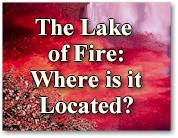 The Lake
of Fire:
Where is it
Located?